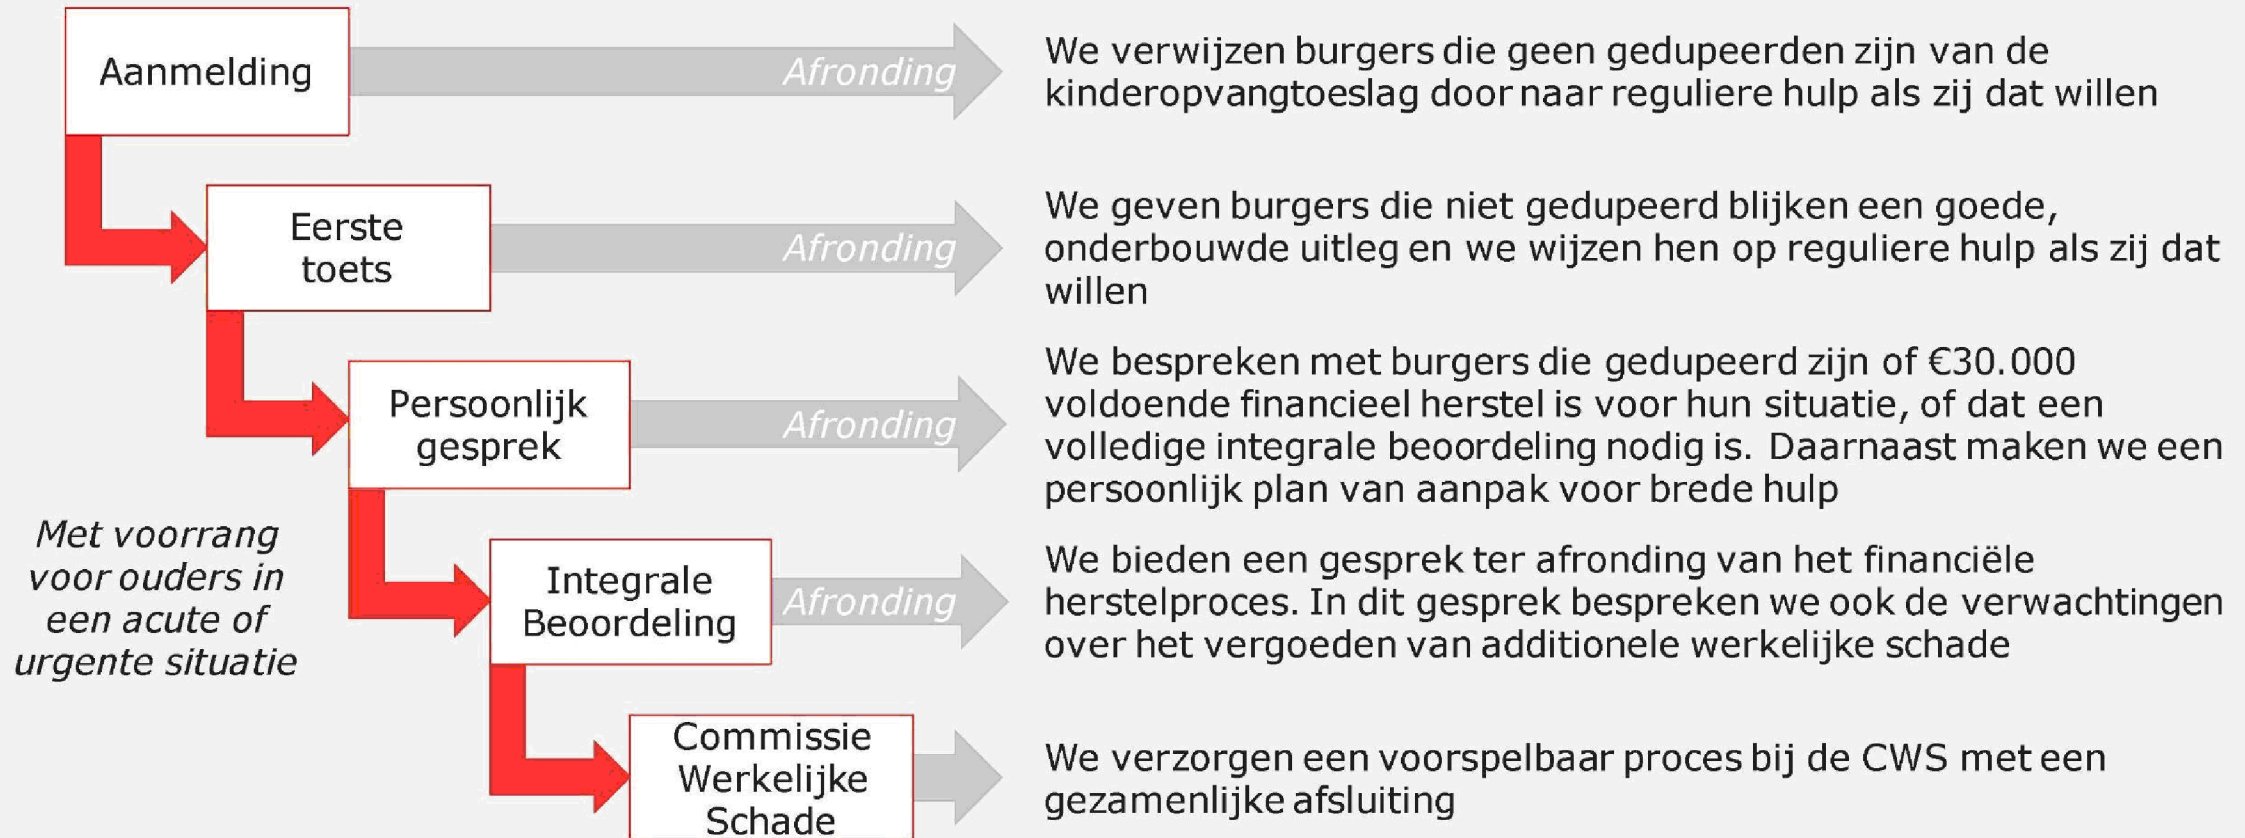 Aanmelding
Afronding
We verwijzen burgers die geen gedupeerden zijn van de
kinderopvangtoeslag door naar reguliere hulp als zij dat willen
Eerste
toets
Afronding
We geven burgers die niet gedupeerd blijken een goede,
onderbouwde uitleg en we wijzen hen op reguliere hulp als zij dat
willen
Persoonlijk
gesprek
Afronding
We bespreken met burgers die gedupeerd zijn of €30.000
voldoende financieel herstel is voor hun situatie, of dat een
volledige integrale beoordeling nodig is. Daarnaast maken we een
persoonlijk plan van aanpak voor brede hulp
Met voorrang
voor ouders in
een acute of
urgente situatie
Integrale
Beoordeling
Afronding
We bieden een gesprek ter afronding van het financiële
herstelproces. In dit gesprek bespreken we ook de verwachtingen
over het vergoeden van additionele werkelijke schade
Commissie
Werkelijke
Schade
We verzorgen een voorspelbaar proces bij de CWS met een
gezamenlijke afsluiting